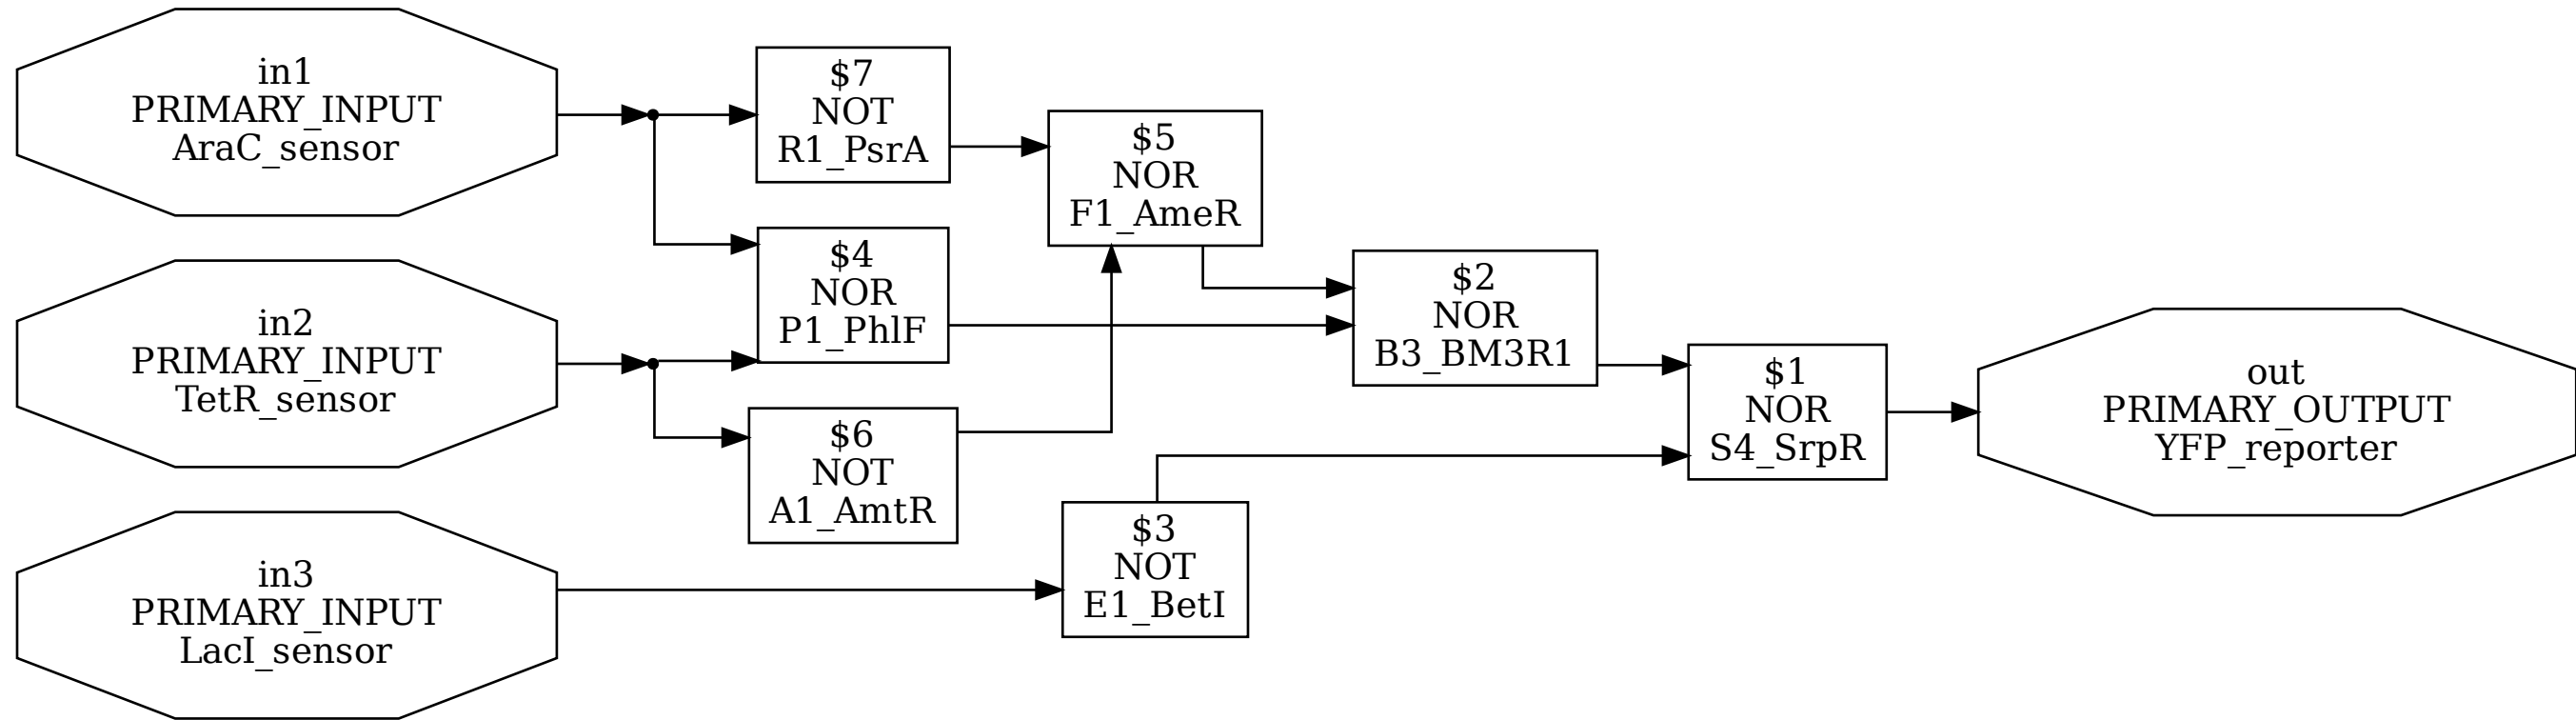 in1
PRIMARY_INPUT
AraC_sensor
$7
NOT
R1_PsrA
$5
NOR
F1_AmeR
$4
NOR
P1_PhlF
in2
PRIMARY_INPUT
TetR_sensor
$2
NOR
B3_BM3R1
$6
NOT
A1_AmtR
$1
NOR
S4_SrpR
out
PRIMARY_OUTPUT
YFP_reporter
in3
PRIMARY_INPUT
LacI_sensor
$3
NOT
E1_BetI